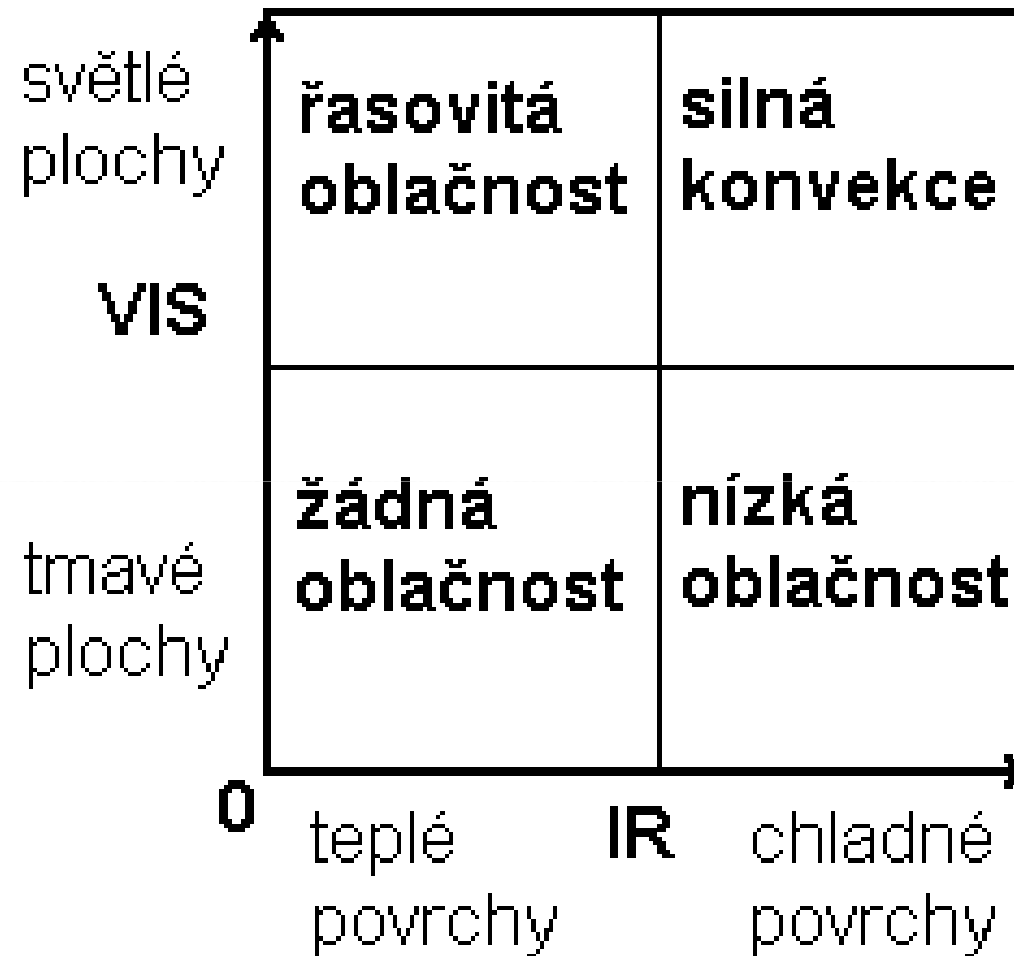 světlé
plochy
VIS
tmavé
plochy
řasovitá
oblačnost
silná
konvekce
žádná
oblačnost
nízká
oblačnost
0
teplé
povrchy
IR
chladné
povrchy